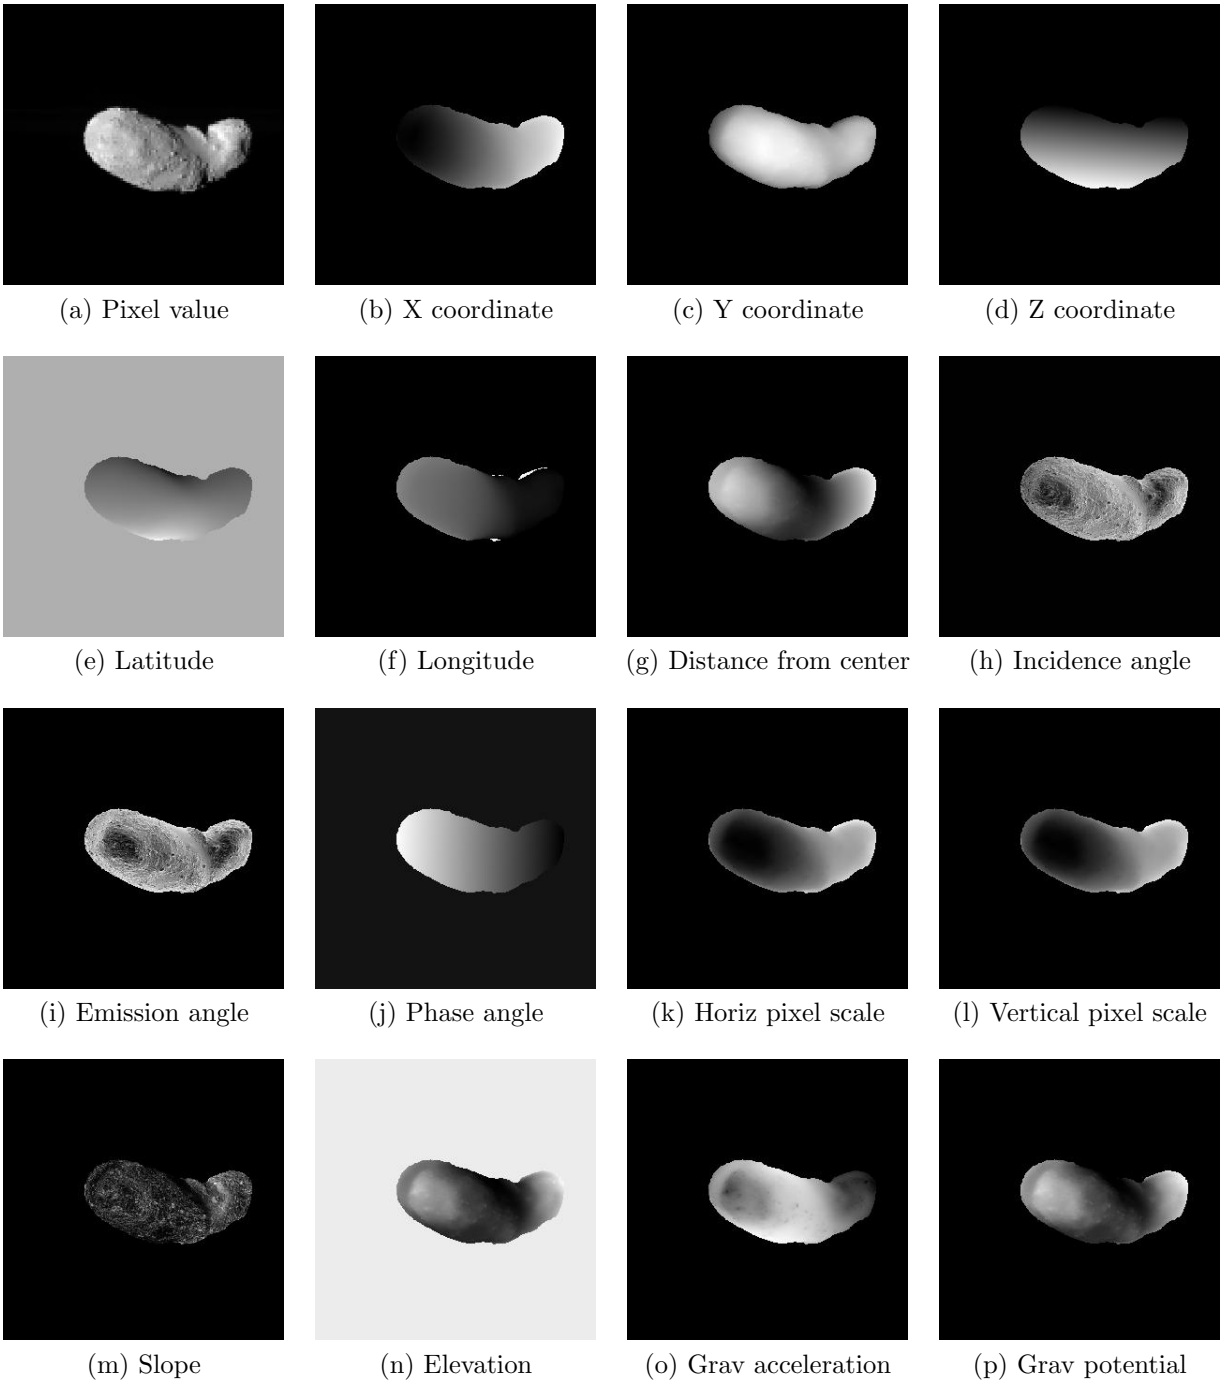 (a) Pixel value
(b) X coordinate
(c) Y coordinate
(d) Z coordinate
(e) Latitude
(f) Longitude
(g) Distance from center
(h) Incidence angle
(i) Emission angle
(j) Phase angle
(k) Horiz pixel scale
(l) Vertical pixel scale
(m) Slope
(n) Elevation
(o) Grav acceleration
(p) Grav potential